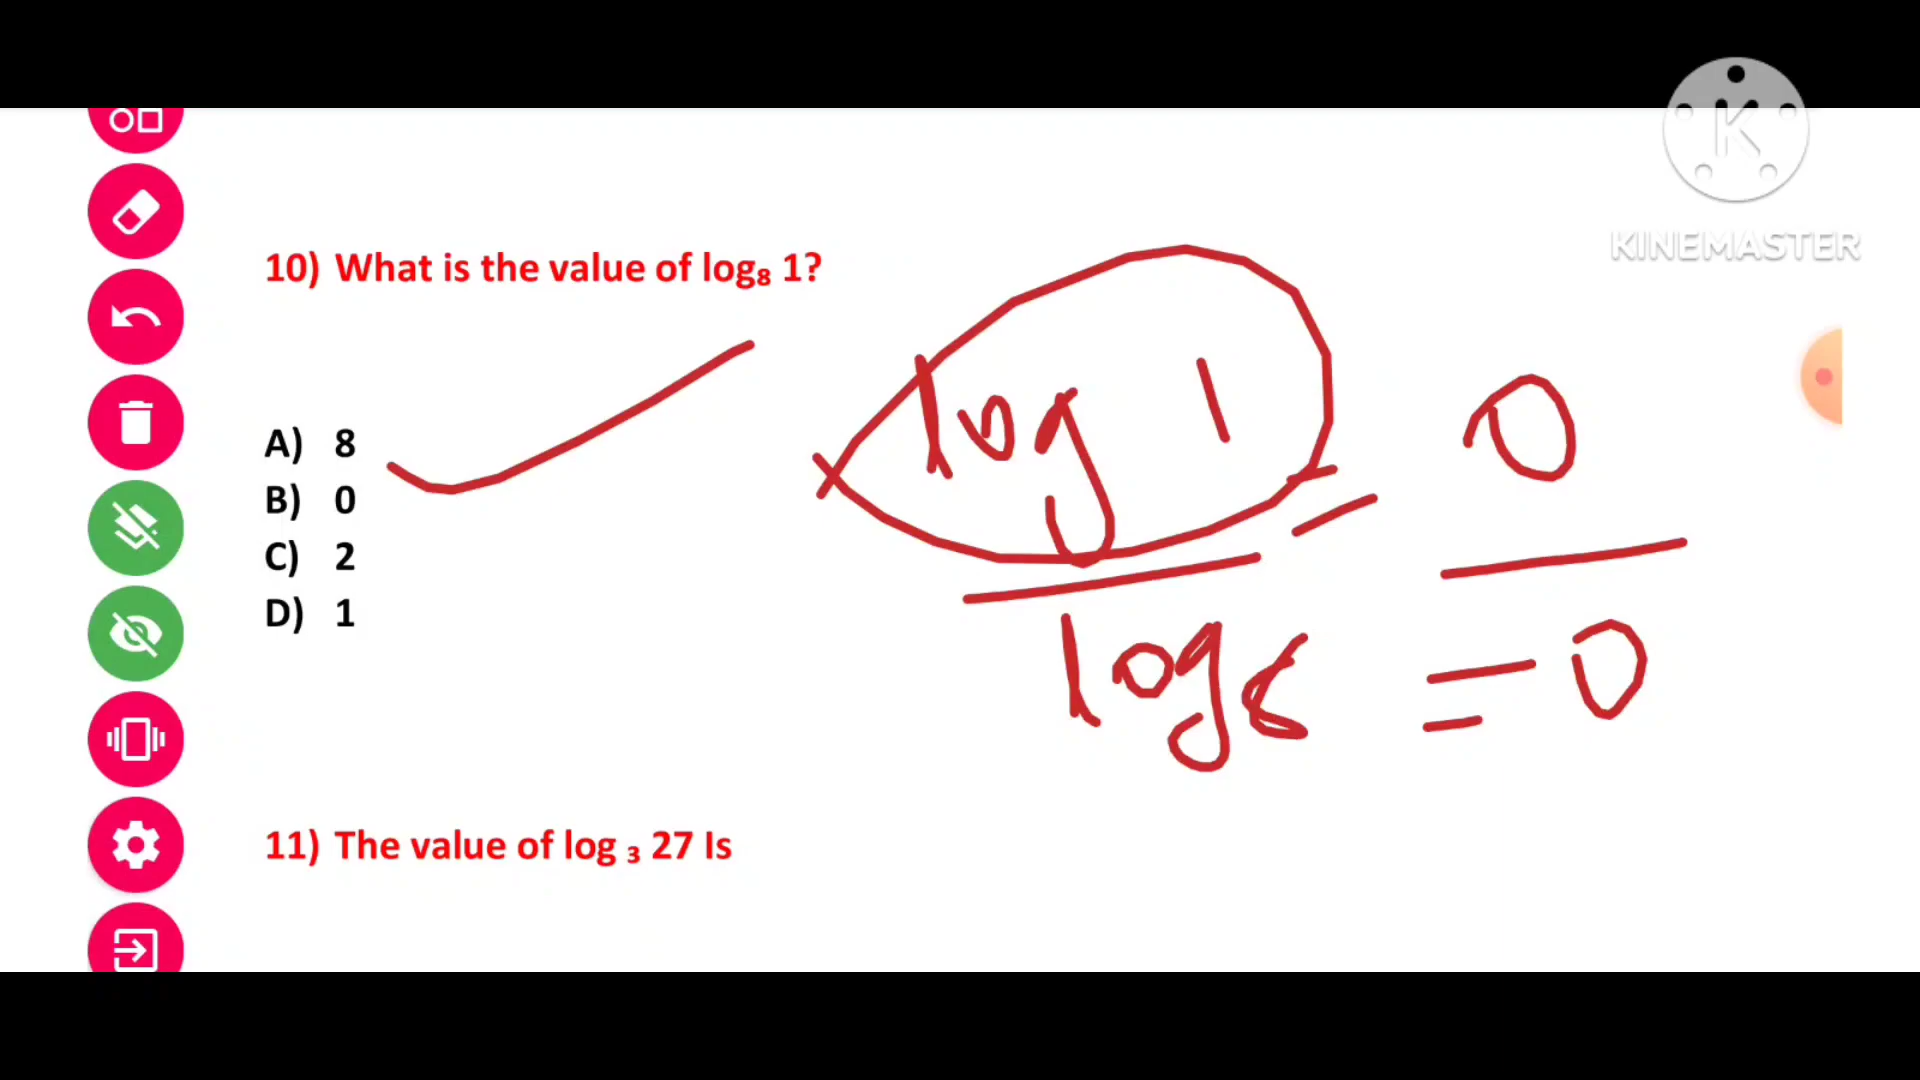 KINEMASTER
10) What is the value of log₈ 1?
log 1 = 0
log 8 = 0
A) 8
B) 0
C) 2
D) 1
11) The value of log ₃ 27 Is